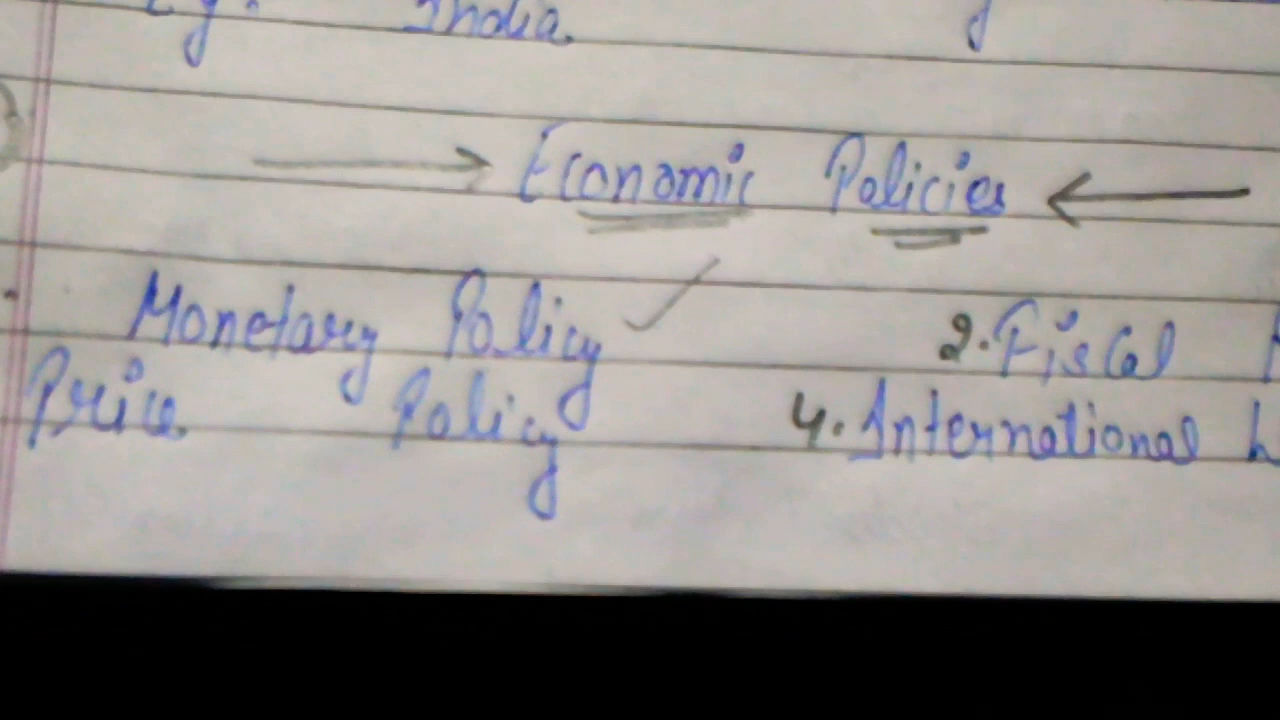 India
Economic Policies
Monetary Policy 2. Fiscal
Price Policy 4. International